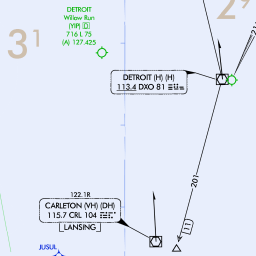 DETROIT
Willow Run
(YIP) D
716 L 75
(A) 127.425
3¹
2⁹
DETROIT (H) (H)
113.4 DXO 81
201
11
122.1R
CARLETON (VH) (DH)
115.7 CRL 104
LANSING
JUSUL